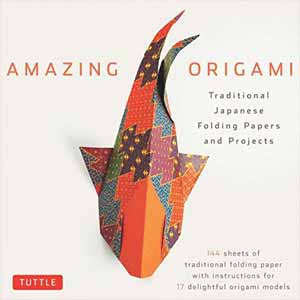 AMAZING ORIGAMI
Traditional
Japanese
Folding Papers
and Projects
144 sheets of
traditional folding paper
with instructions for
17 delightful origami models
TUTTLE